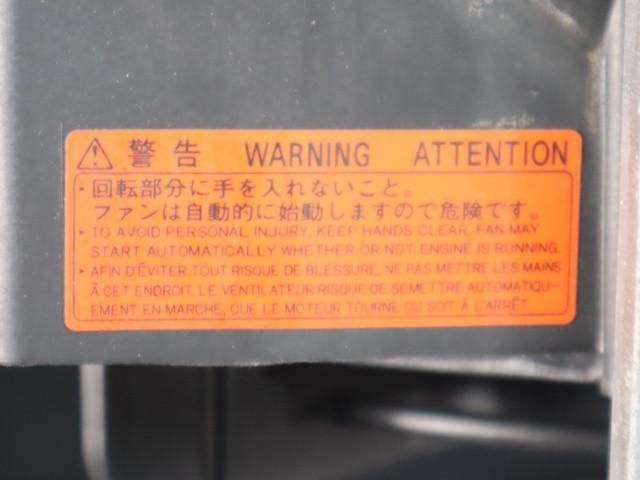 警告 WARNING ATTENTION
・回転部分に手を入れないこと。
ファンは自動的に始動しますので危険です。
・TO AVOID PERSONAL INJURY, KEEP HANDS CLEAR. FAN MAY
START AUTOMATICALLY WHETHER OR NOT ENGINE IS RUNNING.
・AFIN D'ÉVITER TOUT RISQUE DE BLESSURE, NE PAS METTRE LES MAINS
À CET ENDROIT. LE VENTILATEUR RISQUE DE SEMETTRE AUTOMATIQU-
EMENT EN MARCHE, QUE LE MOTEUR TOURNE OU SOIT À L'ARRÊT.